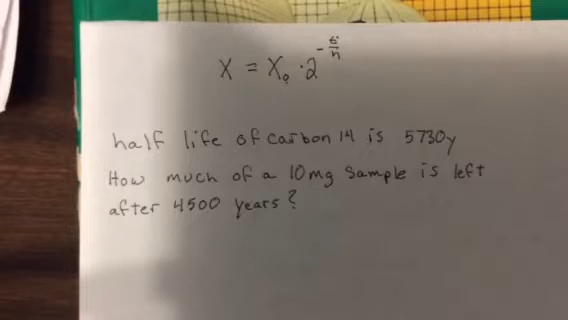 X = X₀ · 2^-t/h
half life of carbon 14 is 5730y
How much of a 10mg sample is left
after 4500 years?